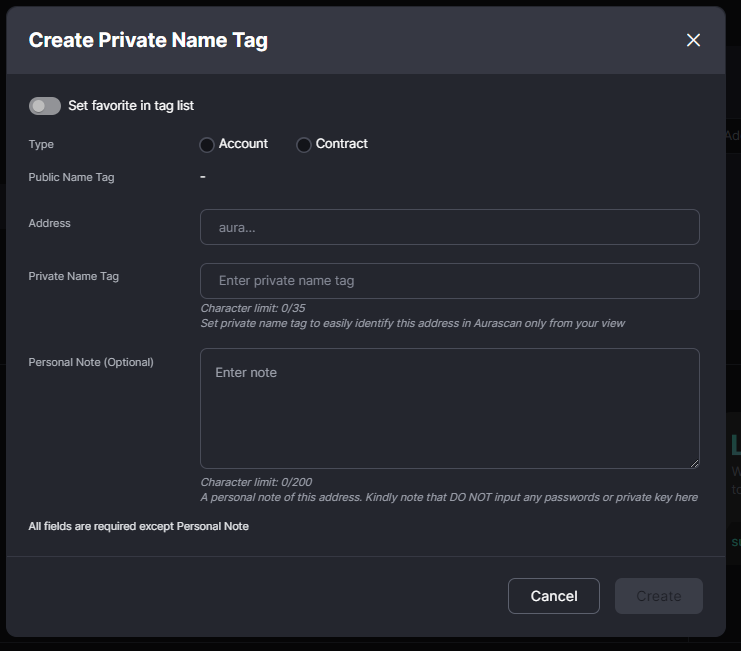 Create Private Name Tag
Set favorite in tag list
Type
Account
Contract
Public Name Tag
-
Address
aura...
Private Name Tag
Enter private name tag
Character limit: 0/35
Set private name tag to easily identify this address in Aurascan only from your view
Personal Note (Optional)
Enter note
Character limit: 0/200
A personal note of this address. Kindly note that DO NOT input any passwords or private key here
All fields are required except Personal Note
Cancel
Create